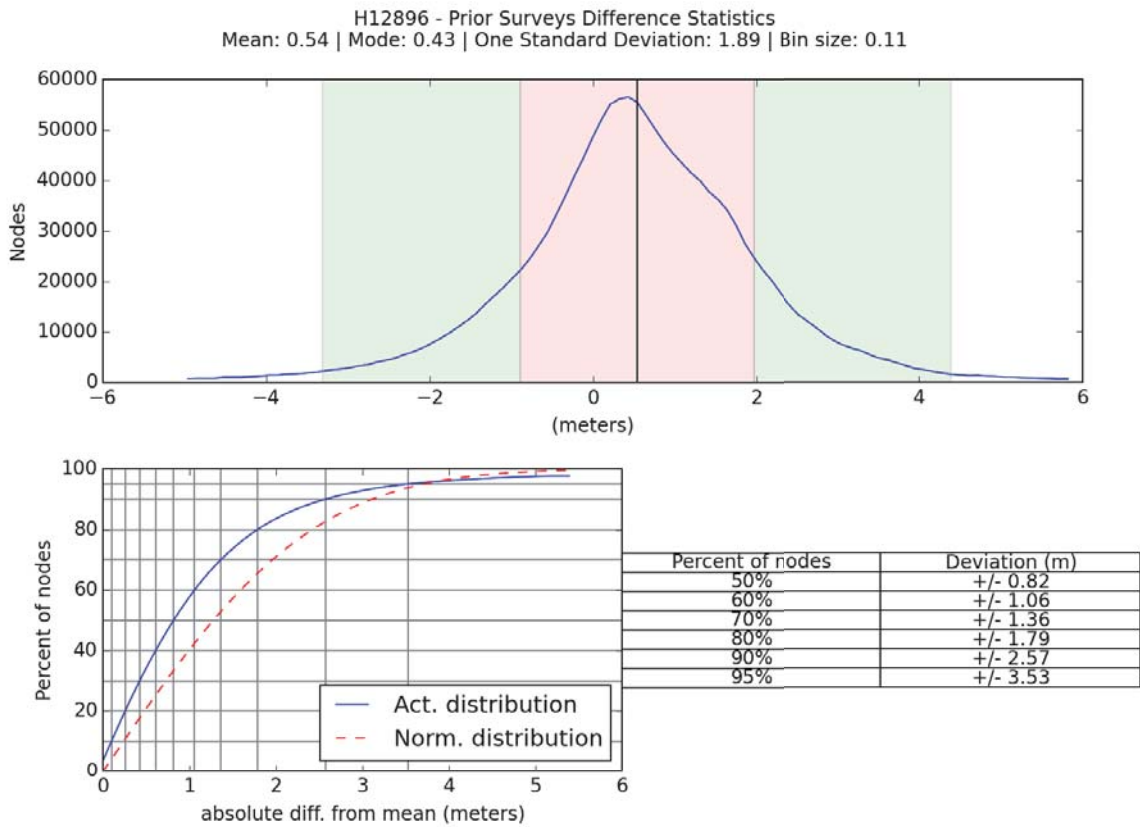 H12896 - Prior Surveys Difference Statistics
Mean: 0.54 | Mode: 0.43 | One Standard Deviation: 1.89 | Bin size: 0.11
60000
50000
40000
30000
20000
10000
0
Nodes
−6 −4 −2 0 2 4 6
(meters)
100
80
60
40
20
0
Percent of nodes
Act. distribution
Norm. distribution
0 1 2 3 4 5 6
absolute diff. from mean (meters)
Percent of nodes Deviation (m)
50% +/- 0.82
60% +/- 1.06
70% +/- 1.36
80% +/- 1.79
90% +/- 2.57
95% +/- 3.53